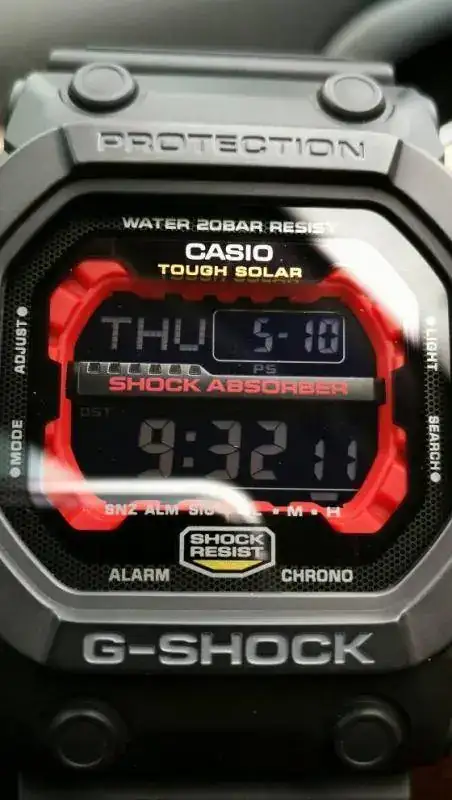 PROTECTION
WATER 20BAR RESIST
CASIO
TOUGH SOLAR
ADJUST
LIGHT
THU 5-10
PS
SHOCK ABSORBER
DST
9:32 11
MODE
SEARCH
SNZ ALM SIG L • M • H
SHOCK
RESIST
ALARM CHRONO
G-SHOCK